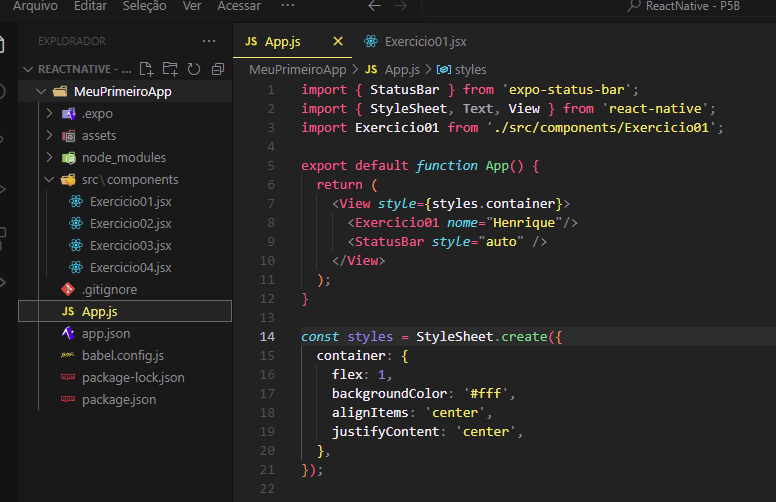 Arquivo Editar Seleção Ver Acessar ··· ReactNative - P5B
EXPLORADOR ···
REACTNATIVE - ...
MeuPrimeiroApp
.expo
assets
node_modules
src\components
Exercicio01.jsx
Exercicio02.jsx
Exercicio03.jsx
Exercicio04.jsx
.gitignore
JS App.js
app.json
babel.config.js
package-lock.json
package.json
JS App.js × Exercicio01.jsx
MeuPrimeiroApp > JS App.js > styles
1 import { StatusBar } from 'expo-status-bar';
2 import { StyleSheet, Text, View } from 'react-native';
3 import Exercicio01 from './src/components/Exercicio01';
4
5 export default function App() {
6 return (
7 <View style={styles.container}>
8 <Exercicio01 nome="Henrique"/>
9 <StatusBar style="auto" />
10 </View>
11 );
12 }
13
14 const styles = StyleSheet.create({
15 container: {
16 flex: 1,
17 backgroundColor: '#fff',
18 alignItems: 'center',
19 justifyContent: 'center',
20 },
21 });
22